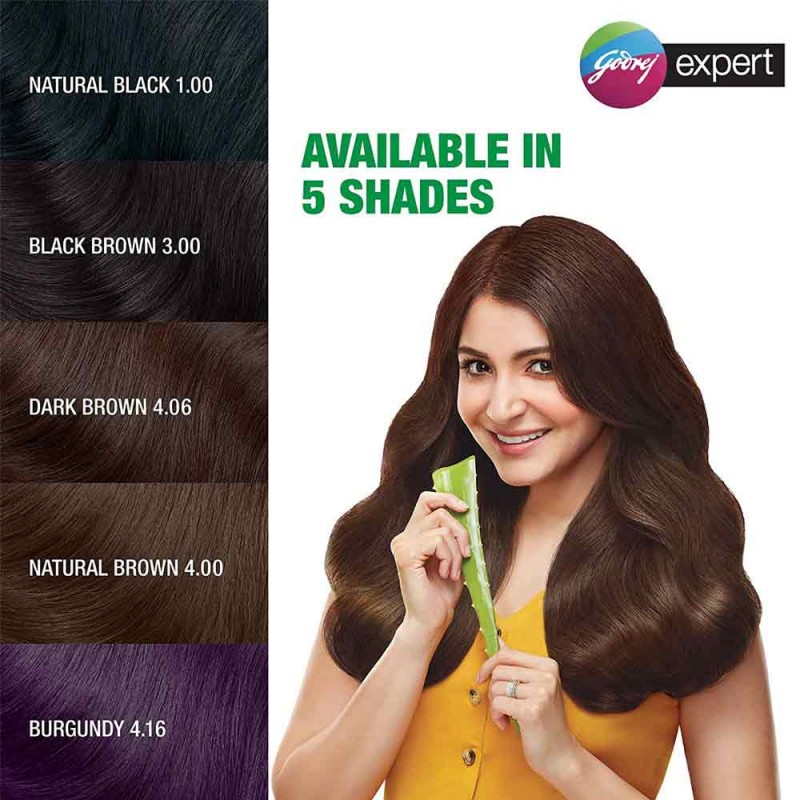 Godrej expert
AVAILABLE IN
5 SHADES
NATURAL BLACK 1.00
BLACK BROWN 3.00
DARK BROWN 4.06
NATURAL BROWN 4.00
BURGUNDY 4.16